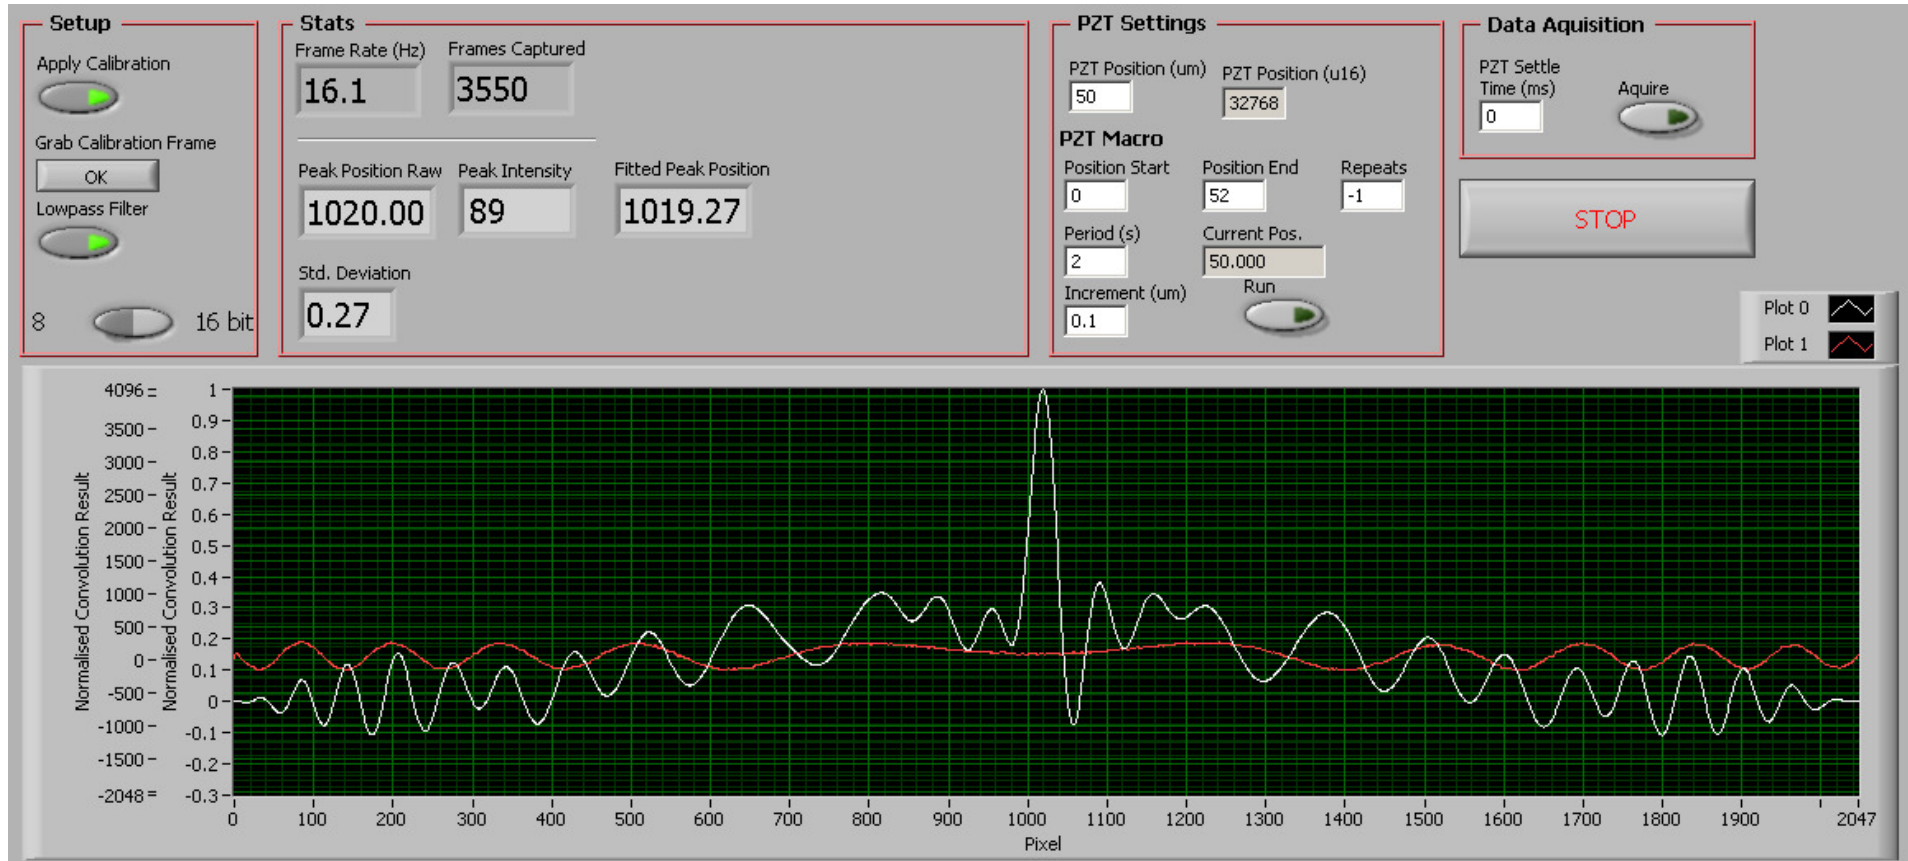 Setup
Apply Calibration
Grab Calibration Frame
OK
Lowpass Filter
8 16 bit
Stats
Frame Rate (Hz) Frames Captured
16.1 3550
Peak Position Raw Peak Intensity Fitted Peak Position
1020.00 89 1019.27
Std. Deviation
0.27
PZT Settings
PZT Position (um) PZT Position (u16)
50 32768
PZT Macro
Position Start Position End Repeats
0 52 -1
Period (s) Current Pos.
2 50.000
Increment (um) Run
0.1
Data Aquisition
PZT Settle
Time (ms) Aquire
0
STOP
Plot 0
Plot 1
Normalised Convolution Result
4096
3500
3000
2500
2000
1500
1000
500
0
-500
-1000
-1500
-2048
Normalised Convolution Result
1
0.9
0.8
0.7
0.6
0.5
0.4
0.3
0.2
0.1
0
-0.1
-0.2
-0.3
0 100 200 300 400 500 600 700 800 900 1000 1100 1200 1300 1400 1500 1600 1700 1800 1900 2047
Pixel